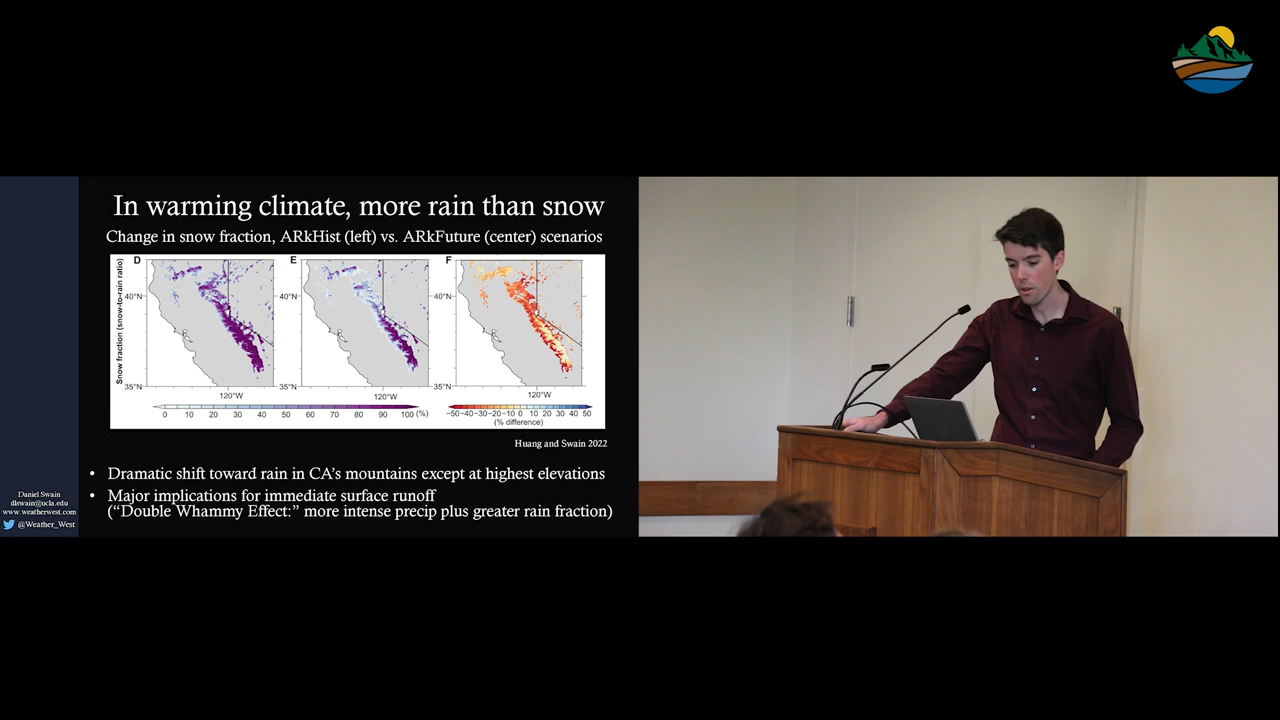 In warming climate, more rain than snow
Change in snow fraction, ARkHist (left) vs. ARkFuture (center) scenarios
D
E
F
Snow fraction (snow-to-rain ratio)
40°N
40°N
40°N
35°N
35°N
35°N
120°W
120°W
120°W
0 10 20 30 40 50 60 70 80 90 100 (%)
−50 −40 −30 −20 −10 0 10 20 30 40 50
(% difference)
Huang and Swain 2022
• Dramatic shift toward rain in CA's mountains except at highest elevations
• Major implications for immediate surface runoff
("Double Whammy Effect:" more intense precip plus greater rain fraction)
Daniel Swain
dlswain@ucla.edu
www.weatherwest.com
@Weather_West